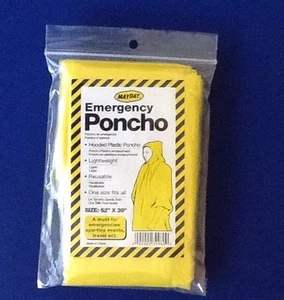 MAYDAY
Emergency
Poncho
• Hooded Plastic Poncho
• Lightweight
• Reusable
• One size fits all
SIZE: 52" X 39"
A must for
emergencies
sporting events,
travel etc.